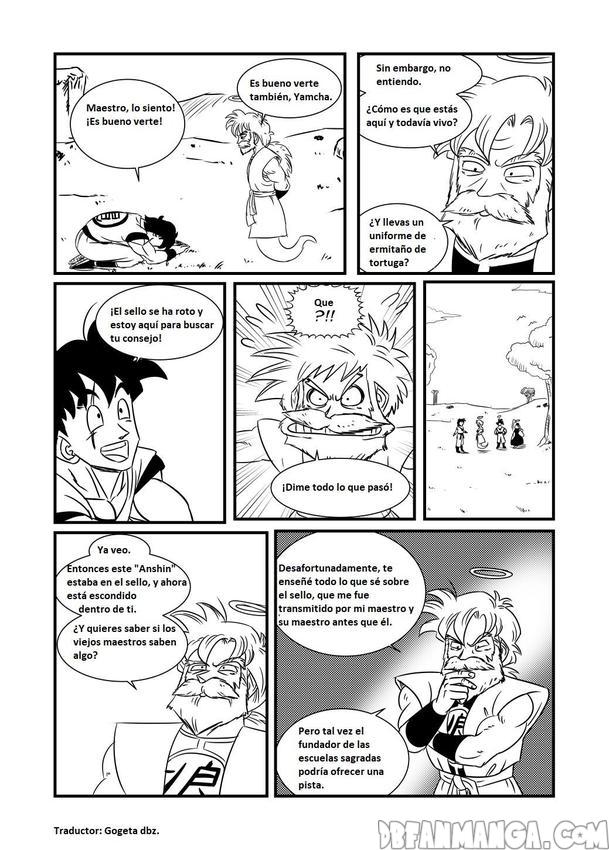 Maestro, lo siento!
¡Es bueno verte!
Es bueno verte
también, Yamcha.
Sin embargo, no
entiendo.
¿Cómo es que estás
aquí y todavía vivo?
¿Y llevas un
uniforme de
ermitaño de
tortuga?
¡El sello se ha roto y
estoy aquí para buscar
tu consejo!
Que
?!!
¡Dime todo lo que pasó!
Ya veo.
Entonces este "Anshin"
estaba en el sello, y ahora
está escondido
dentro de ti.
¿Y quieres saber si los
viejos maestros saben
algo?
Desafortunadamente, te
enseñé todo lo que sé sobre
el sello, que me fue
transmitido por mi maestro y
su maestro antes que él.
Pero tal vez el
fundador de las
escuelas sagradas
podría ofrecer una
pista.
浪
浪
Traductor: Gogeta dbz.
DBFANMANGA.COM